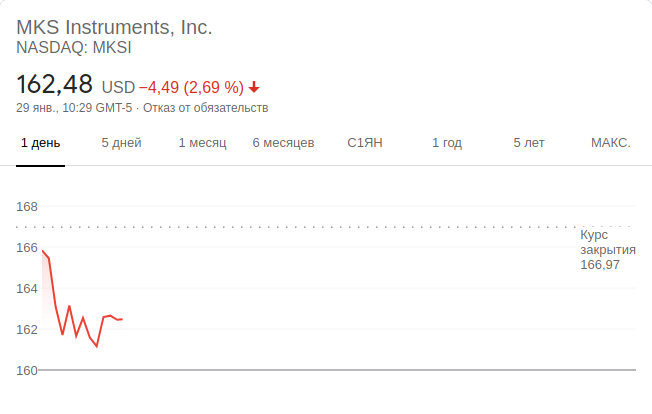 MKS Instruments, Inc.
NASDAQ: MKSI
162,48 USD −4,49 (2,69 %)
29 янв., 10:29 GMT-5 · Отказ от обязательств
1 день 5 дней 1 месяц 6 месяцев С1ЯН 1 год 5 лет МАКС.
168
166
164
162
160
Курс
закрытия
166,97